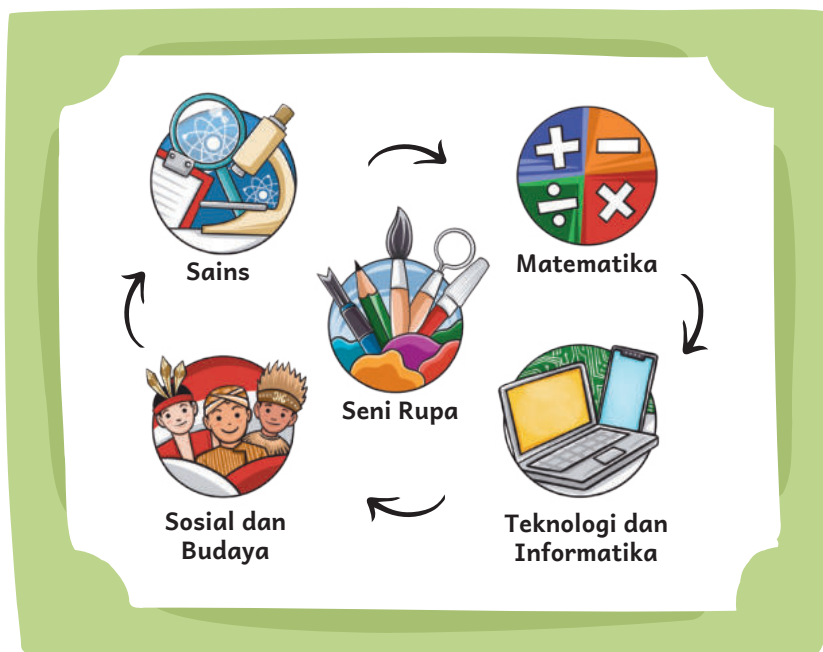 Sains
Matematika
Seni Rupa
Sosial dan
Budaya
Teknologi dan
Informatika